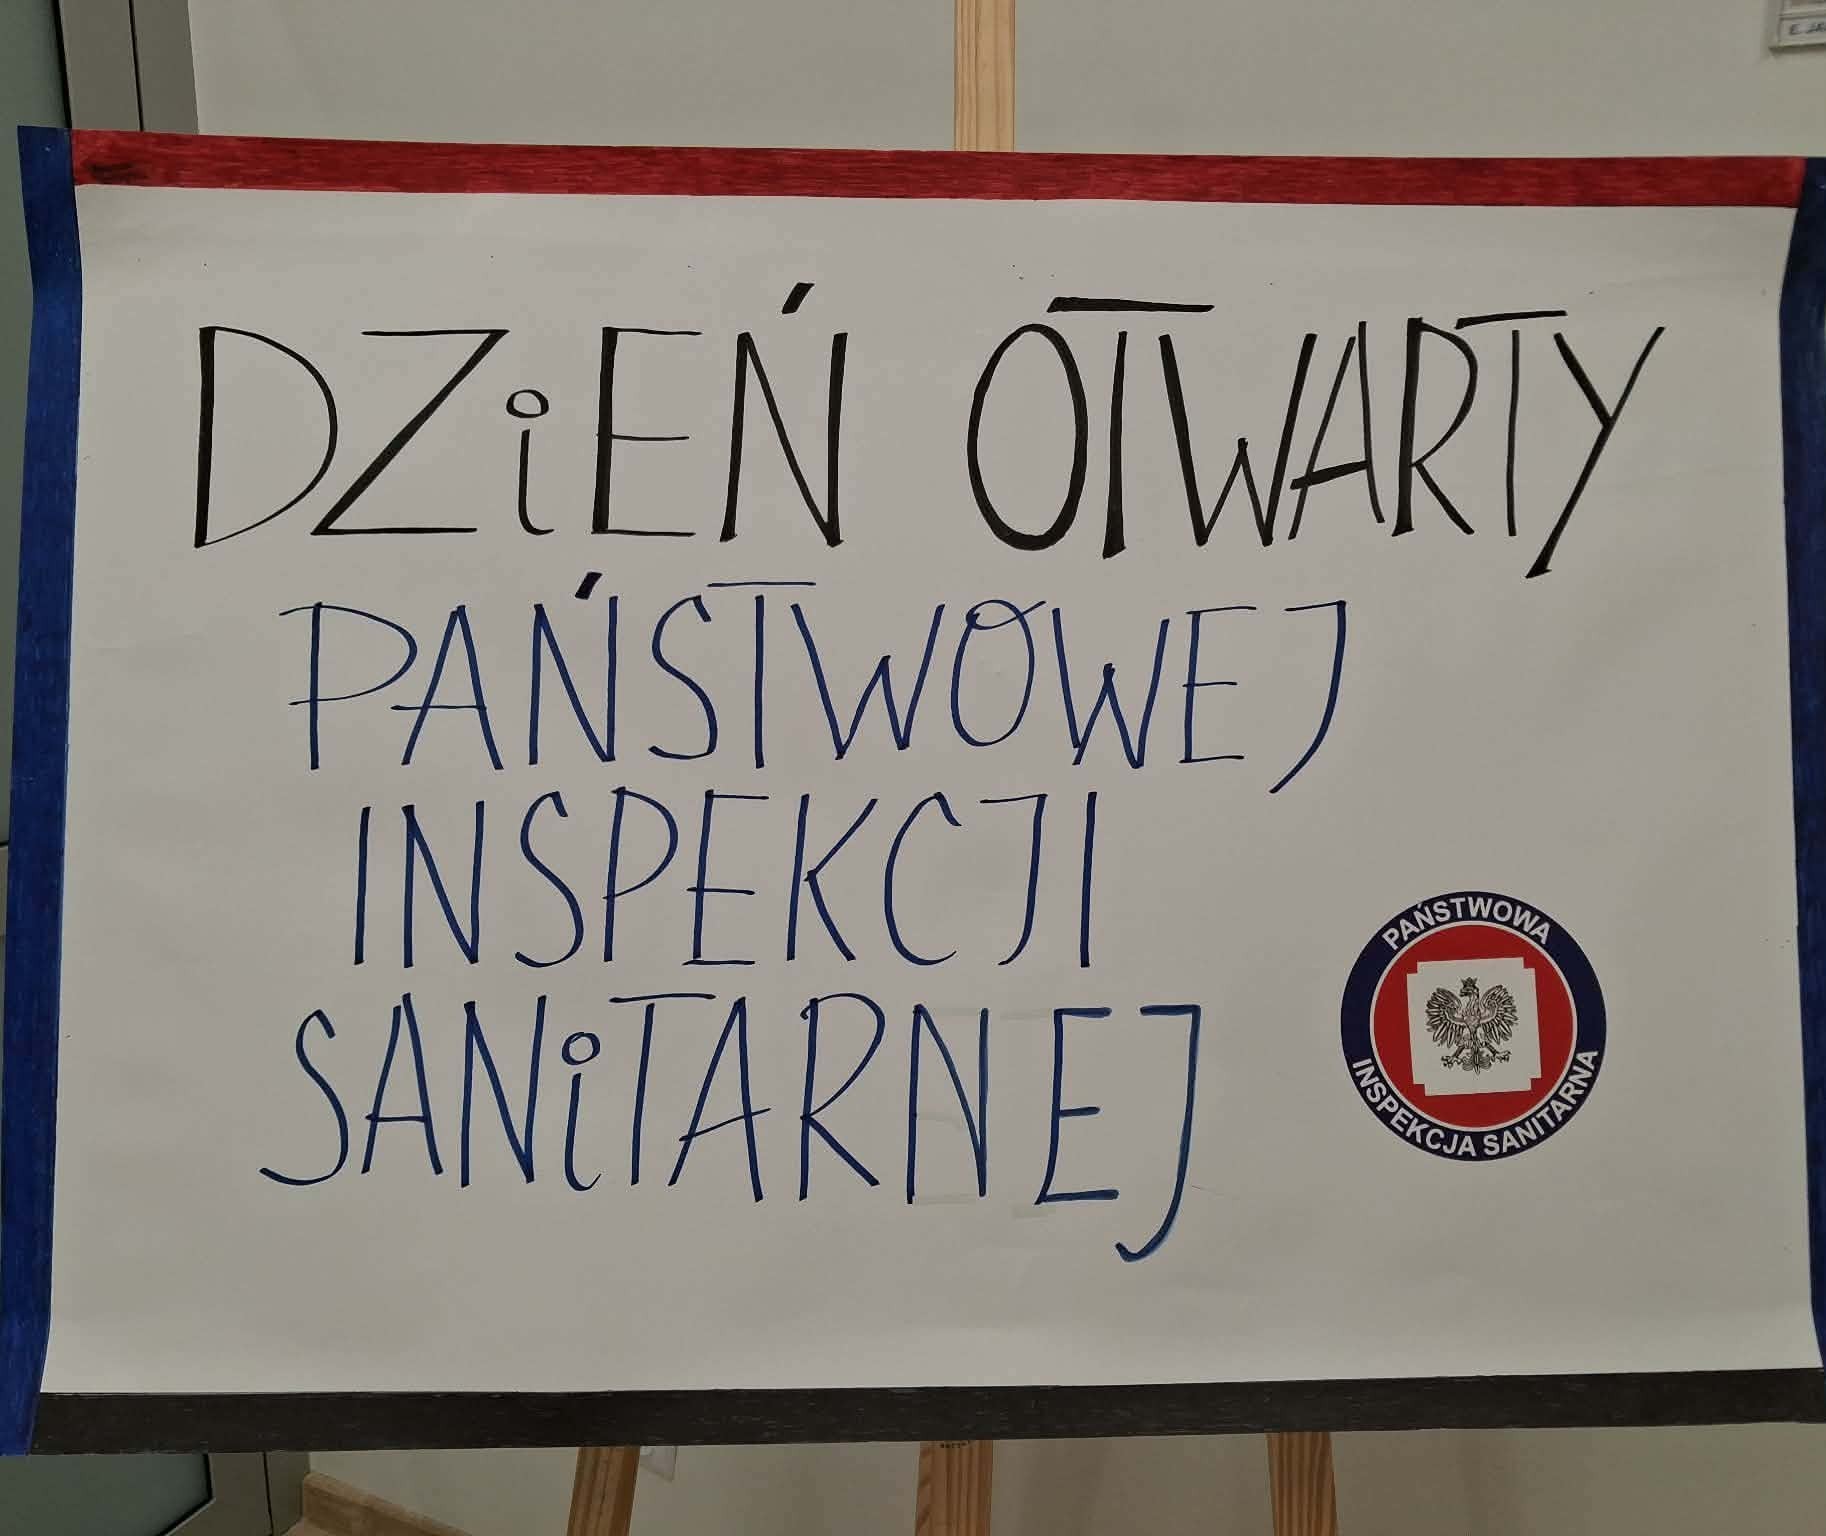 DZiEŃ OTWARTY
PAŃSTWOWEJ
INSPEKCJI
SANiTARNEJ
PAŃSTWOWA
INSPEKCJA SANITARNA